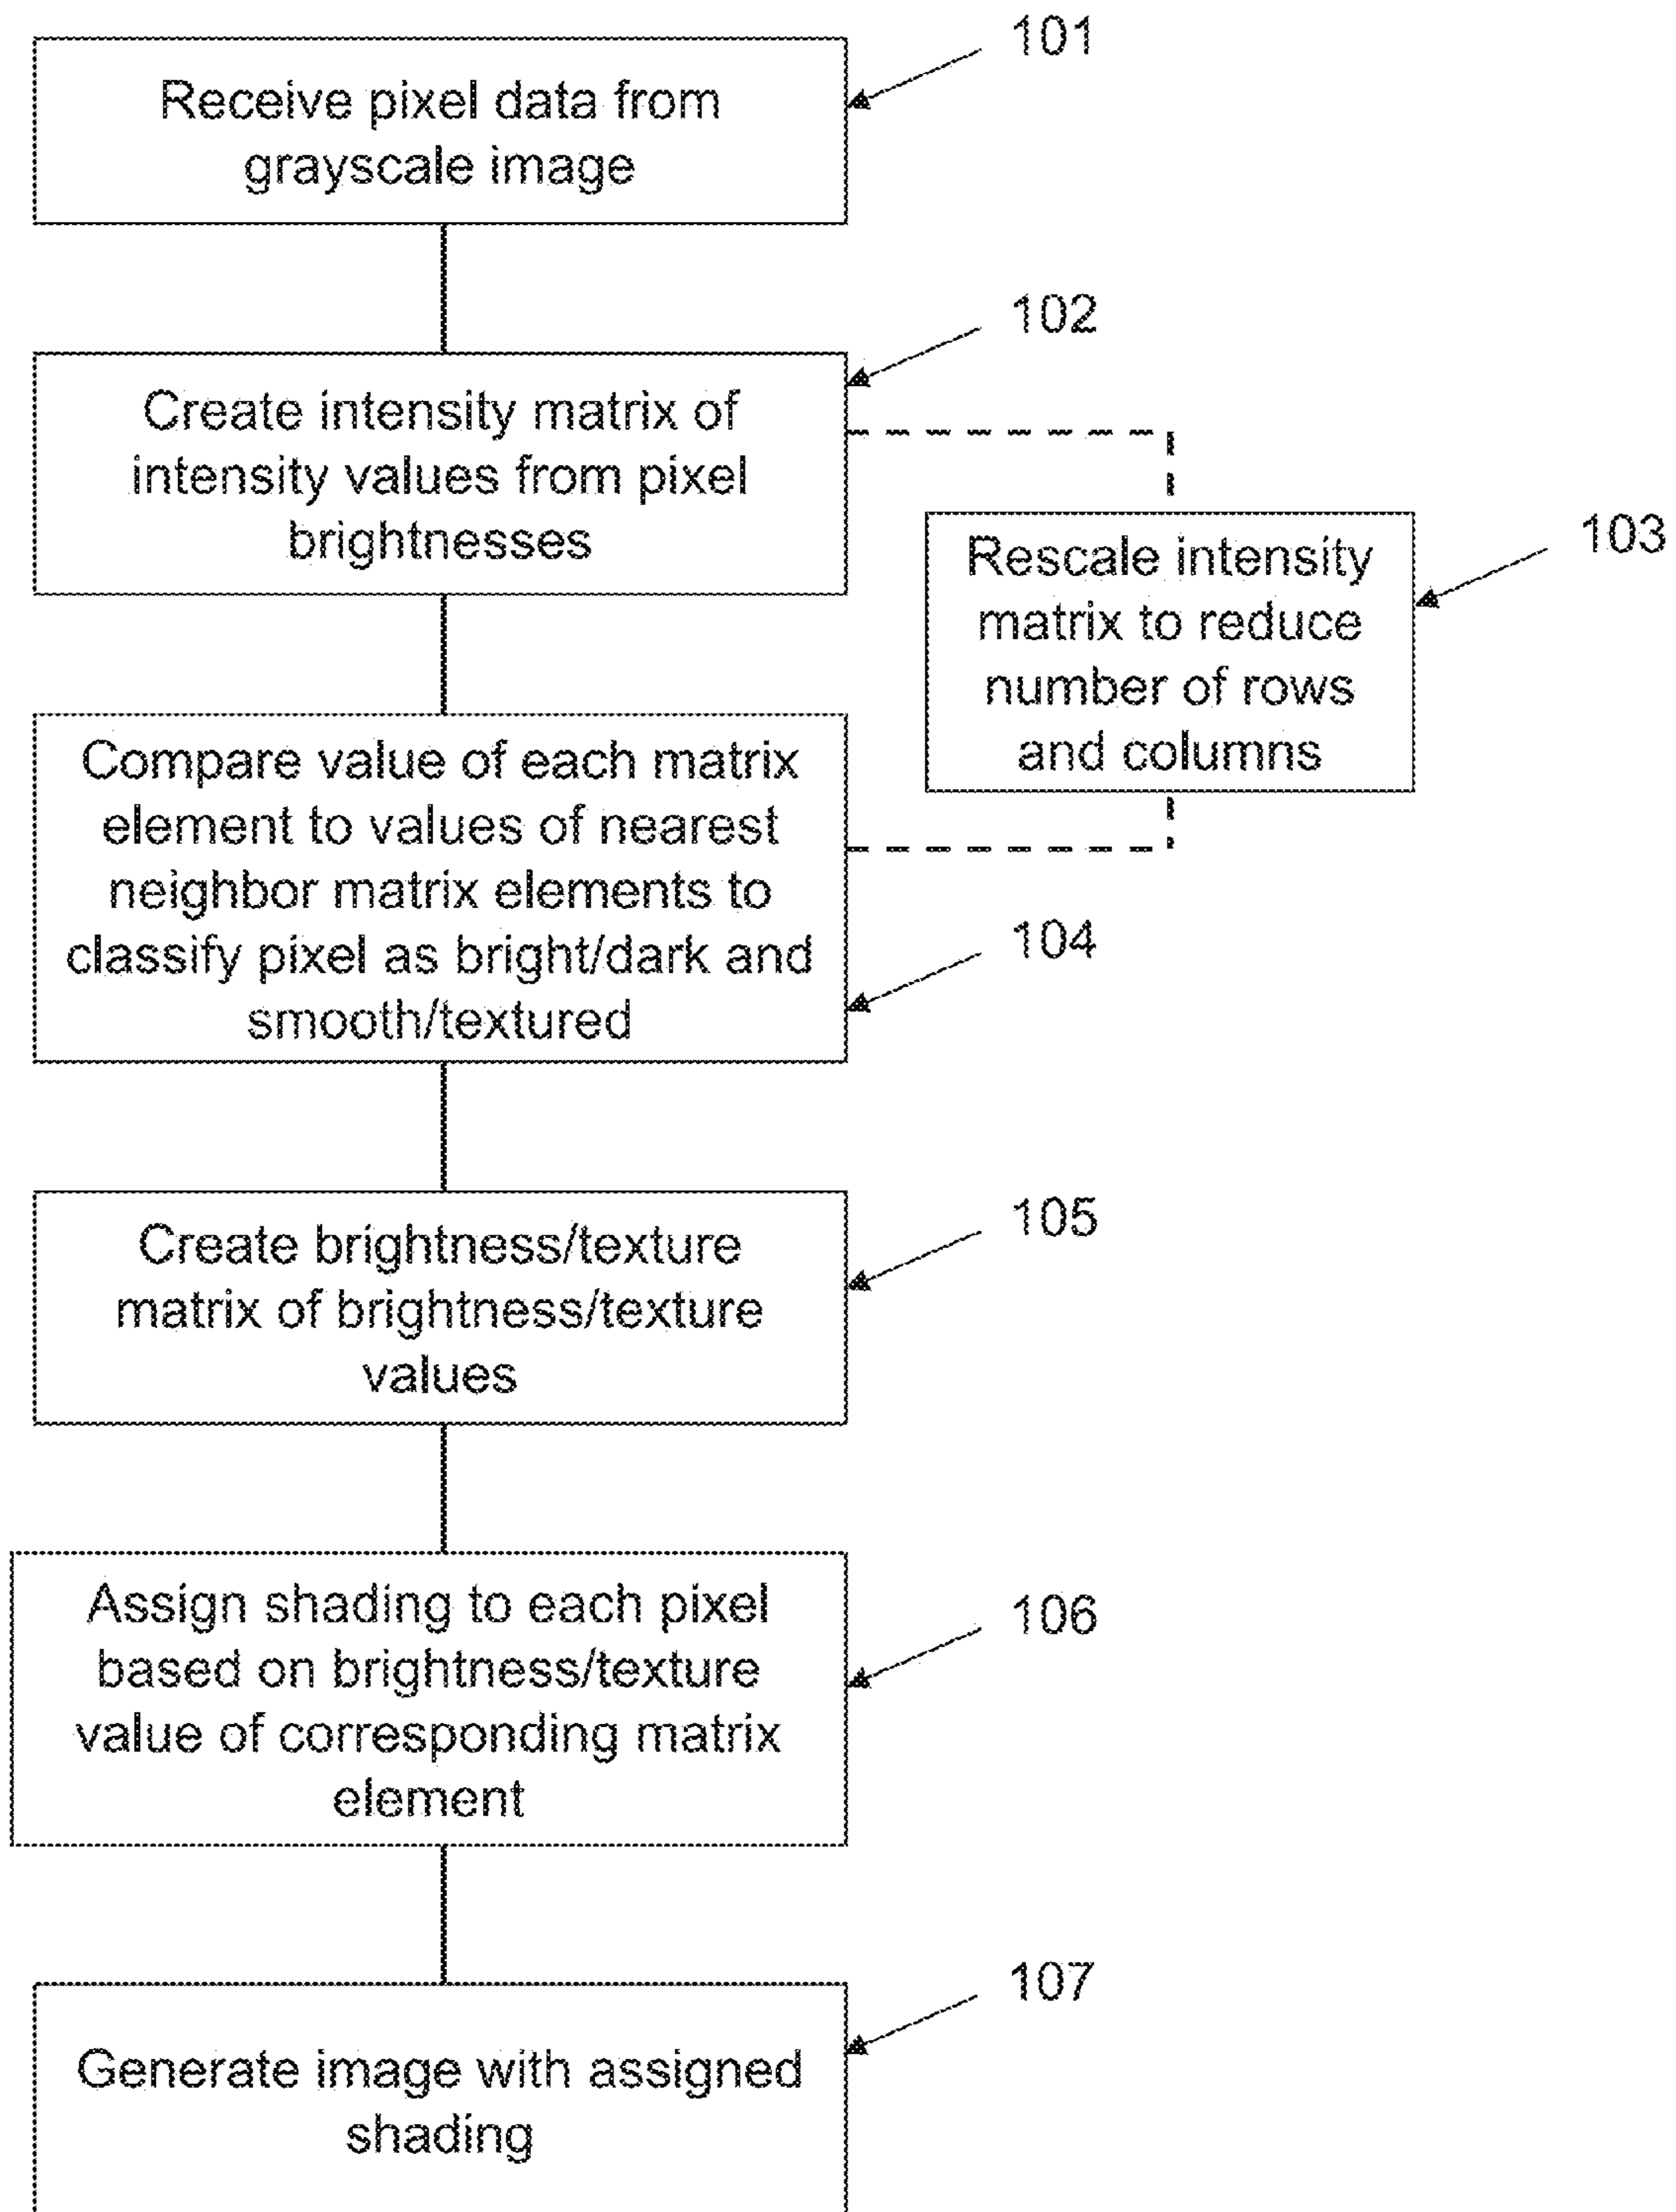 101
Receive pixel data from
grayscale image
102
Create intensity matrix of
intensity values from pixel
brightnesses
103
Rescale intensity
matrix to reduce
number of rows
and columns
Compare value of each matrix
element to values of nearest
neighbor matrix elements to
classify pixel as bright/dark and
smooth/textured
104
105
Create brightness/texture
matrix of brightness/texture
values
106
Assign shading to each pixel
based on brightness/texture
value of corresponding matrix
element
107
Generate image with assigned
shading